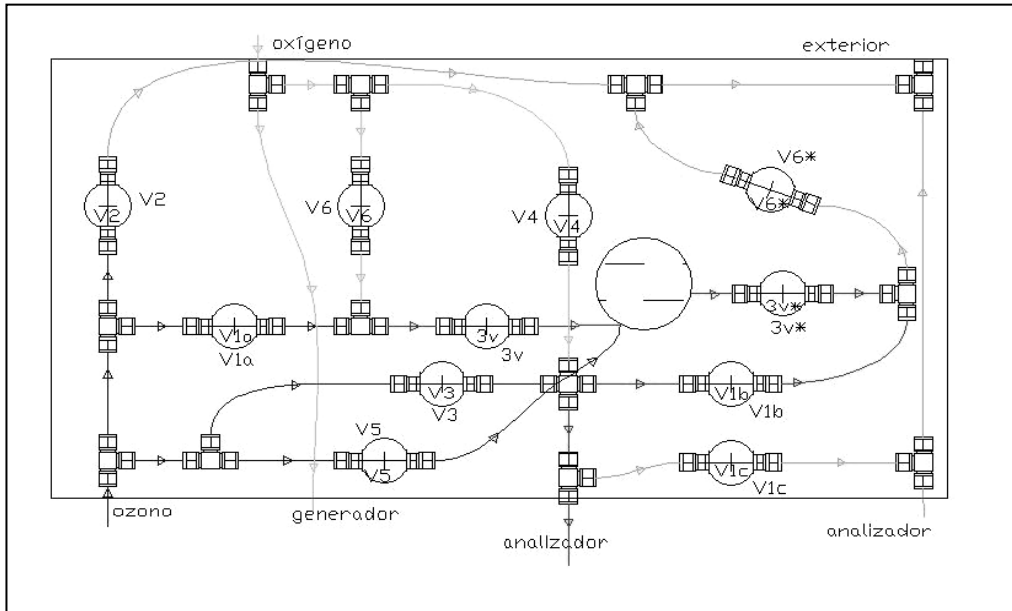 oxígeno
exterior
V6*
V6*
V2
V2
V6
V6
V4
V4
V1a
V1a
3v
3v
3v*
3v*
V3
V3
V1b
V1b
V5
V5
V1c
V1c
ozono
generador
analizador
analizador